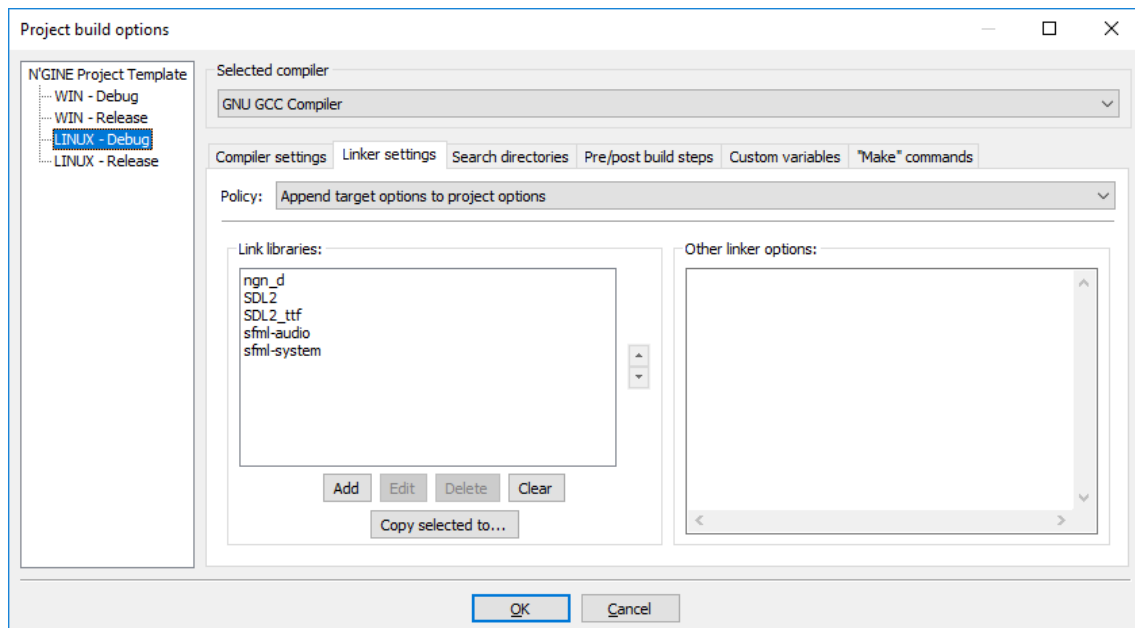 Project build options
N'GINE Project Template
WIN - Debug
WIN - Release
LINUX - Debug
LINUX - Release
Selected compiler
GNU GCC Compiler
Compiler settings Linker settings Search directories Pre/post build steps Custom variables "Make" commands
Policy: Append target options to project options
Link libraries:
ngn_d
SDL2
SDL2_ttf
sfml-audio
sfml-system
Add Edit Delete Clear
Copy selected to...
Other linker options:
OK Cancel